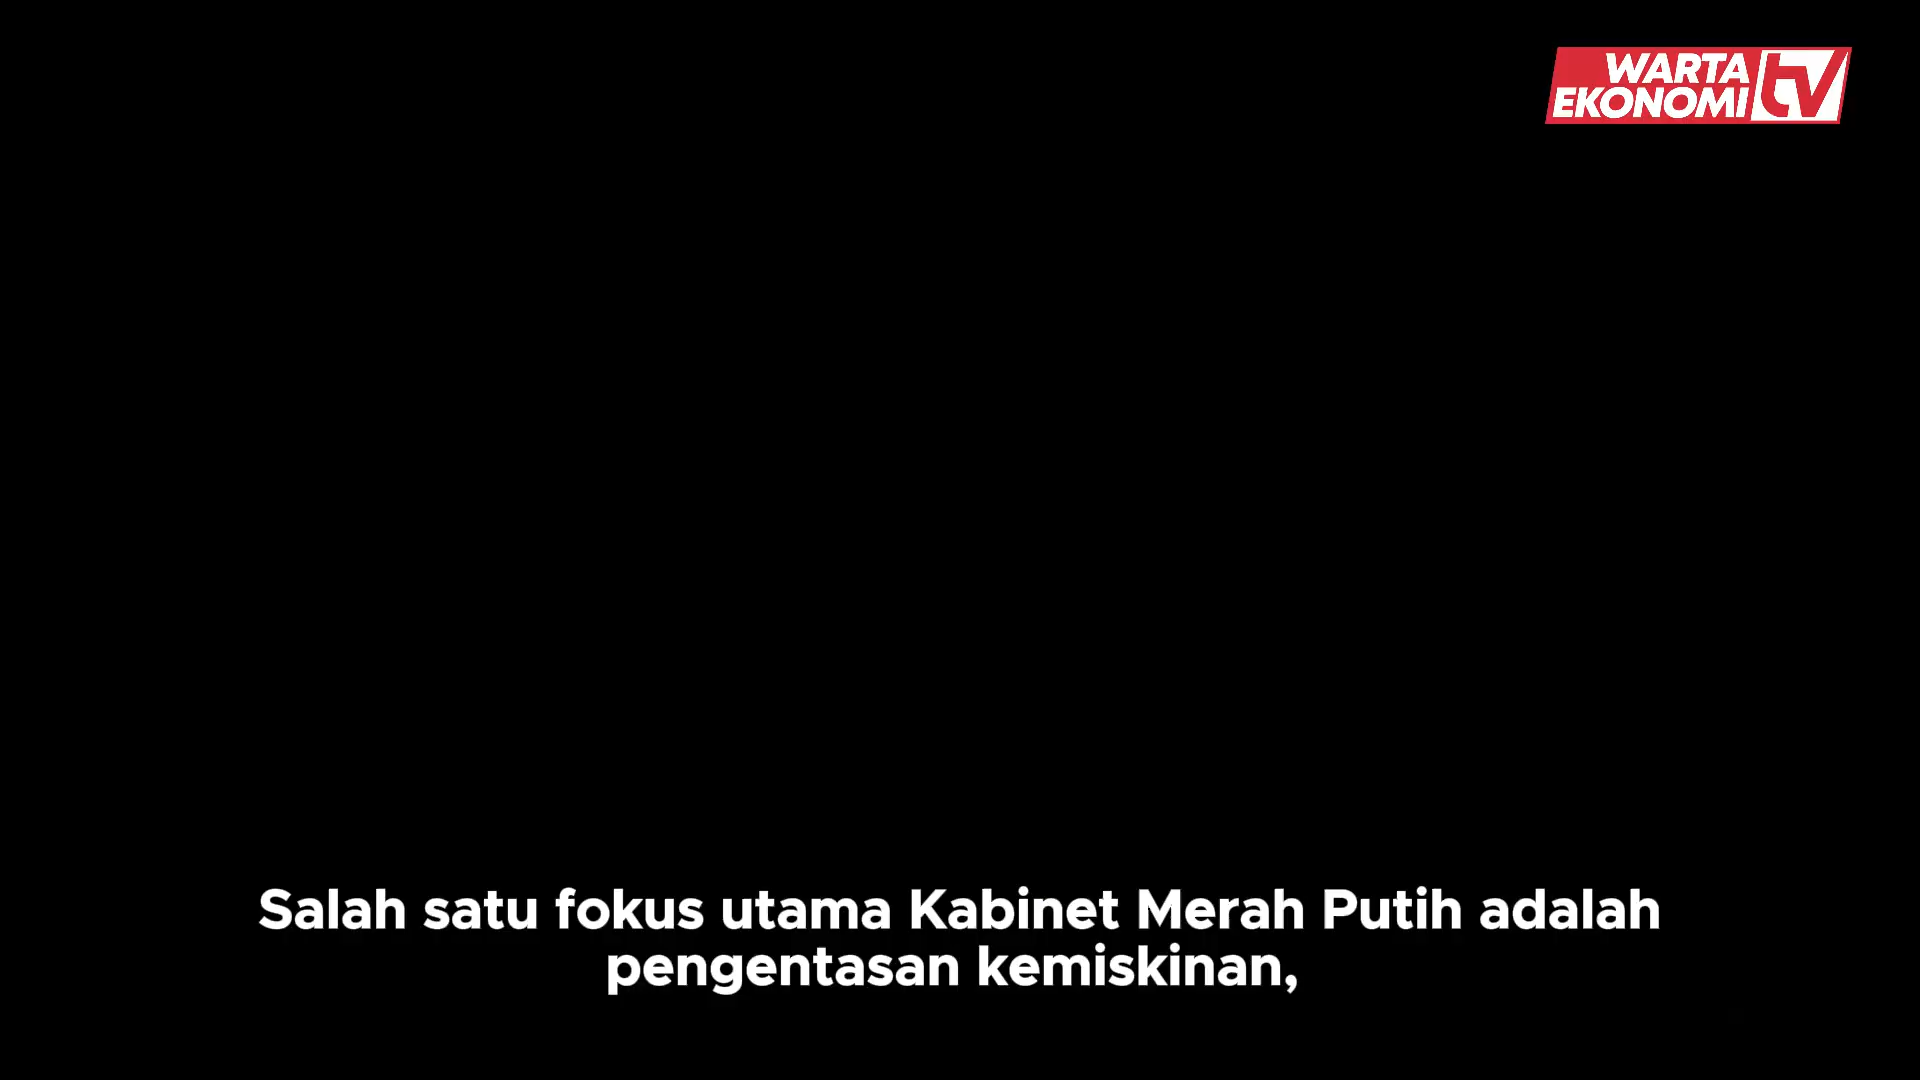 WARTA
EKONOMI tv
Salah satu fokus utama Kabinet Merah Putih adalah
pengentasan kemiskinan,